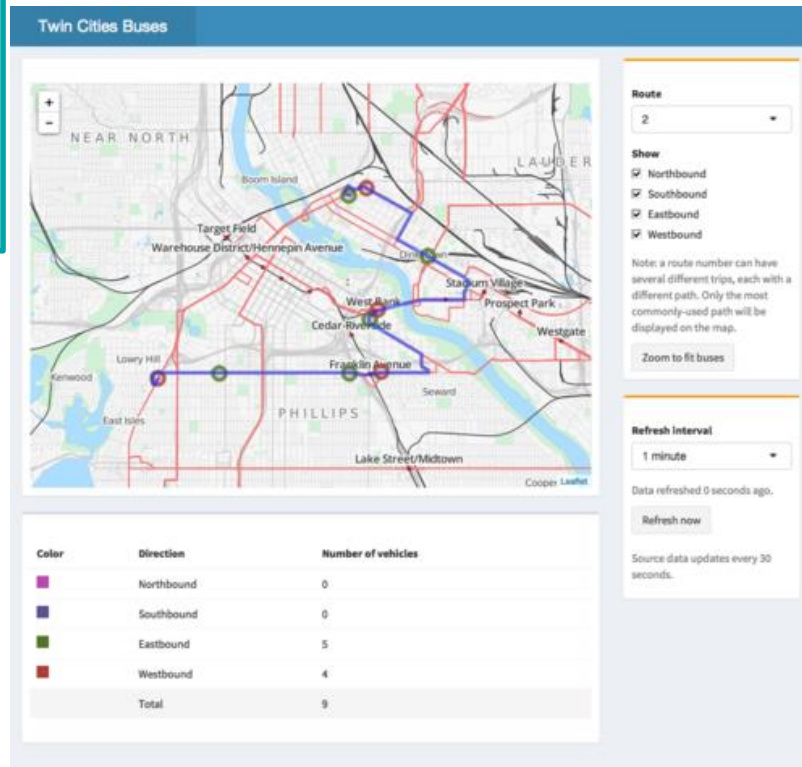 Twin Cities Buses
+
-
NEAR NORTH
Boom Island
LAUDER
Target Field
Warehouse District/Hennepin Avenue
Stadium Village
West Bank
Prospect Park
Cedar-Riverside
Westgate
Lowry Hill
Franklin Avenue
Kenwood
Seward
East Isles
PHILLIPS
Lake Street/Midtown
Cooper Leaflet
Route
2
Show
Northbound
Southbound
Eastbound
Westbound
Note: a route number can have
several different trips, each with a
different path. Only the most
commonly-used path will be
displayed on the map.
Zoom to fit buses
Refresh interval
1 minute
Data refreshed 0 seconds ago.
Refresh now
Source data updates every 30
seconds.
Color Direction Number of vehicles
Northbound 0
Southbound 0
Eastbound 5
Westbound 4
Total 9